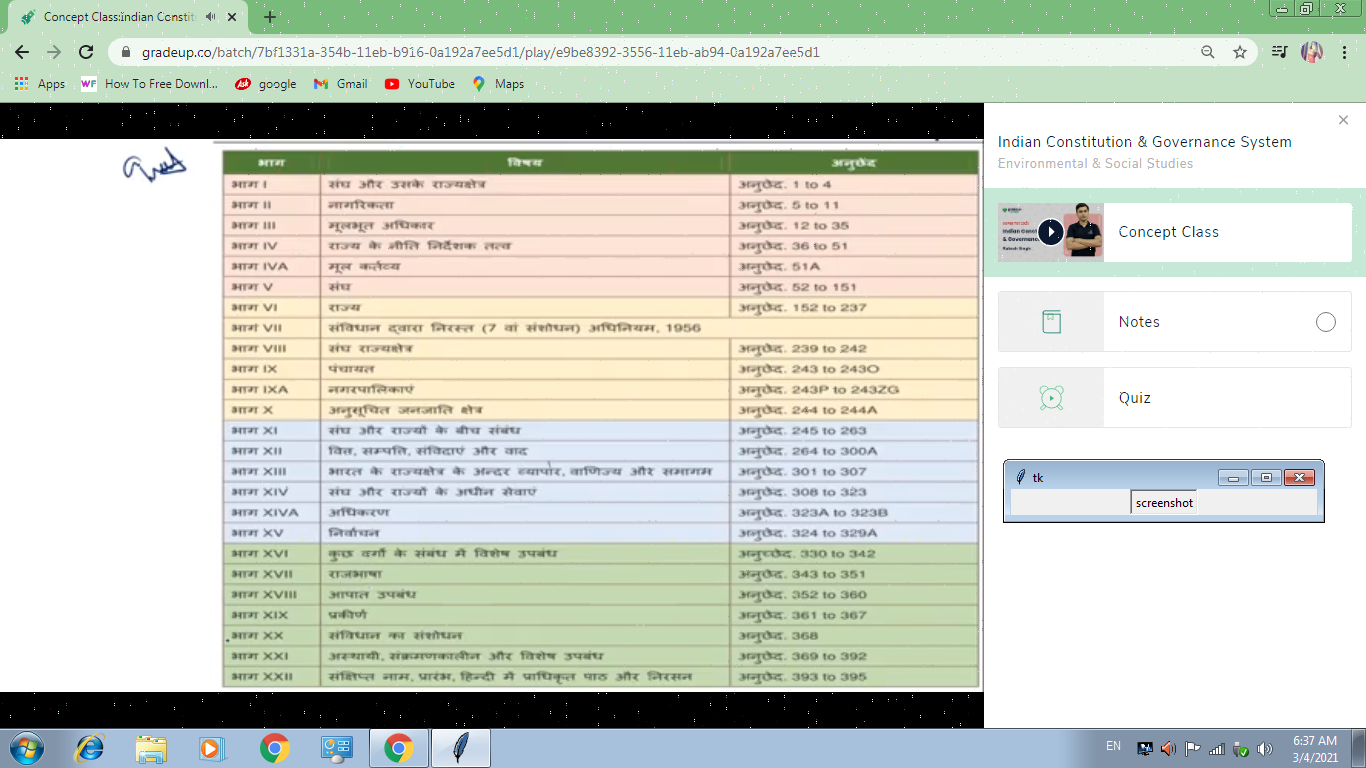 Concept Class:Indian Constit
gradeup.co/batch/7bf1331a-354b-11eb-b916-0a192a7ee5d1/play/e9be8392-3556-11eb-ab94-0a192a7ee5d1
Apps WF How To Free Downl... Ask google Gmail YouTube Maps
भाग विषय अनुछेद
भाग I संघ और उसके राज्यक्षेत्र अनुछेद. 1 to 4
भाग II नागरिकता अनुछेद. 5 to 11
भाग III मूलभूत अधिकार अनुछेद. 12 to 35
भाग IV राज्य के नीति निर्देशक तत्व अनुछेद. 36 to 51
भाग IVA मूल कर्तव्य अनुछेद. 51A
भाग V संघ अनुछेद. 52 to 151
भाग VI राज्य अनुछेद. 152 to 237
भाग VII संविधान द्वारा निरस्त (7 वां संशोधन) अधिनियम, 1956
भाग VIII संघ राज्यक्षेत्र अनुछेद. 239 to 242
भाग IX पंचायत अनुछेद. 243 to 243O
भाग IXA नगरपालिकाएं अनुछेद. 243P to 243ZG
भाग X अनुसूचित जनजाति क्षेत्र अनुछेद. 244 to 244A
भाग XI संघ और राज्यों के बीच संबंध अनुछेद. 245 to 263
भाग XII वित्त, सम्पत्ति, संविदाएं और वाद अनुछेद. 264 to 300A
भाग XIII भारत के राज्यक्षेत्र के अन्दर व्यापार, वाणिज्य और समागम अनुछेद. 301 to 307
भाग XIV संघ और राज्यों के अधीन सेवाएं अनुछेद. 308 to 323
भाग XIVA अधिकरण अनुछेद. 323A to 323B
भाग XV निर्वाचन अनुछेद. 324 to 329A
भाग XVI कुछ वर्गों के संबंध में विशेष उपबंध अनुच्छेद. 330 to 342
भाग XVII राजभाषा अनुछेद. 343 to 351
भाग XVIII आपात उपबंध अनुछेद. 352 to 360
भाग XIX प्रकीर्ण अनुछेद. 361 to 367
भाग XX संविधान का संशोधन अनुछेद. 368
भाग XXI अस्थायी, संक्रमणकालीन और विशेष उपबंध अनुछेद. 369 to 392
भाग XXII संक्षिप्त नाम, प्रारंभ, हिन्दी में प्राधिकृत पाठ और निरसन अनुछेद. 393 to 395
Indian Constitution & Governance System
Environmental & Social Studies
Concept Class
Notes
Quiz
tk
screenshot
EN
6:37 AM
3/4/2021